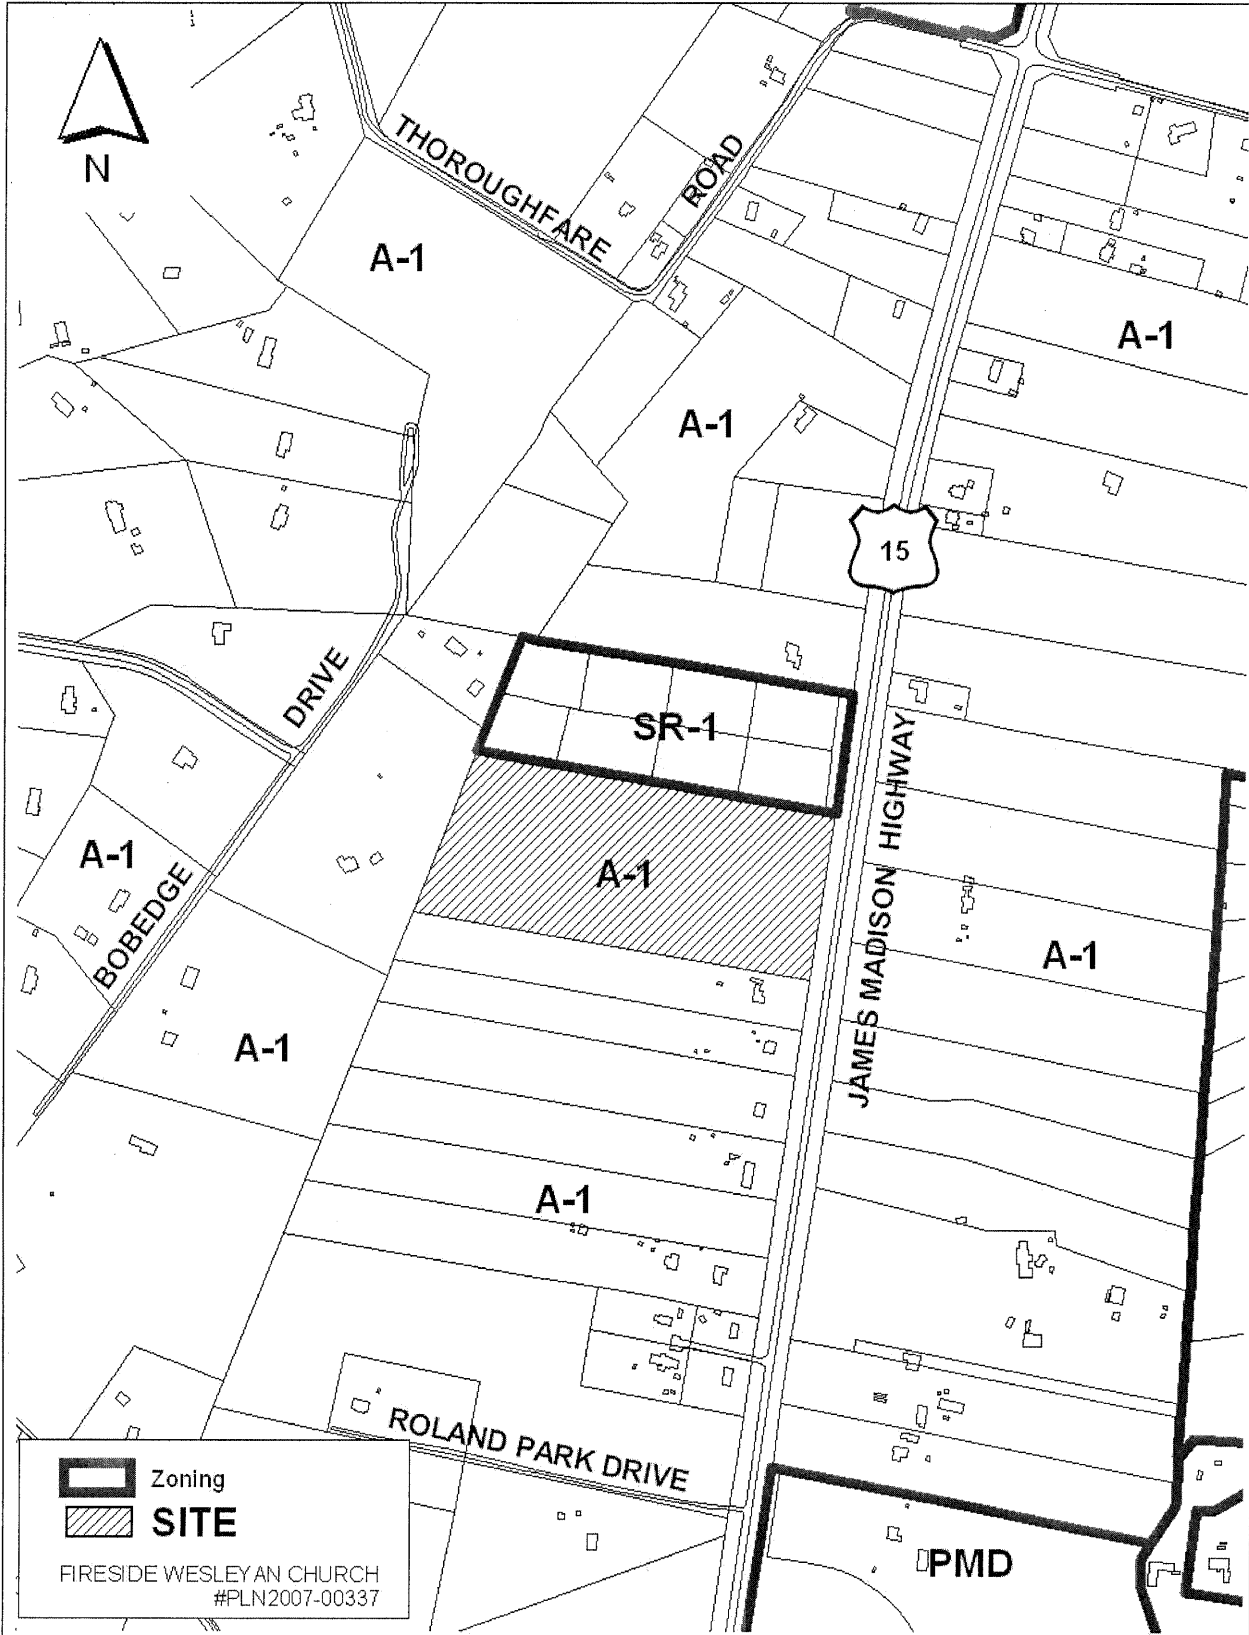 N
THOROUGHFARE
ROAD
A-1
A-1
A-1
15
DRIVE
SR-1
JAMES MADISON HIGHWAY
A-1
A-1
BOBEDGE
A-1
A-1
A-1
ROLAND PARK DRIVE
Zoning
SITE
FIRESIDE WESLEYAN CHURCH
#PLN2007-00337
PMD